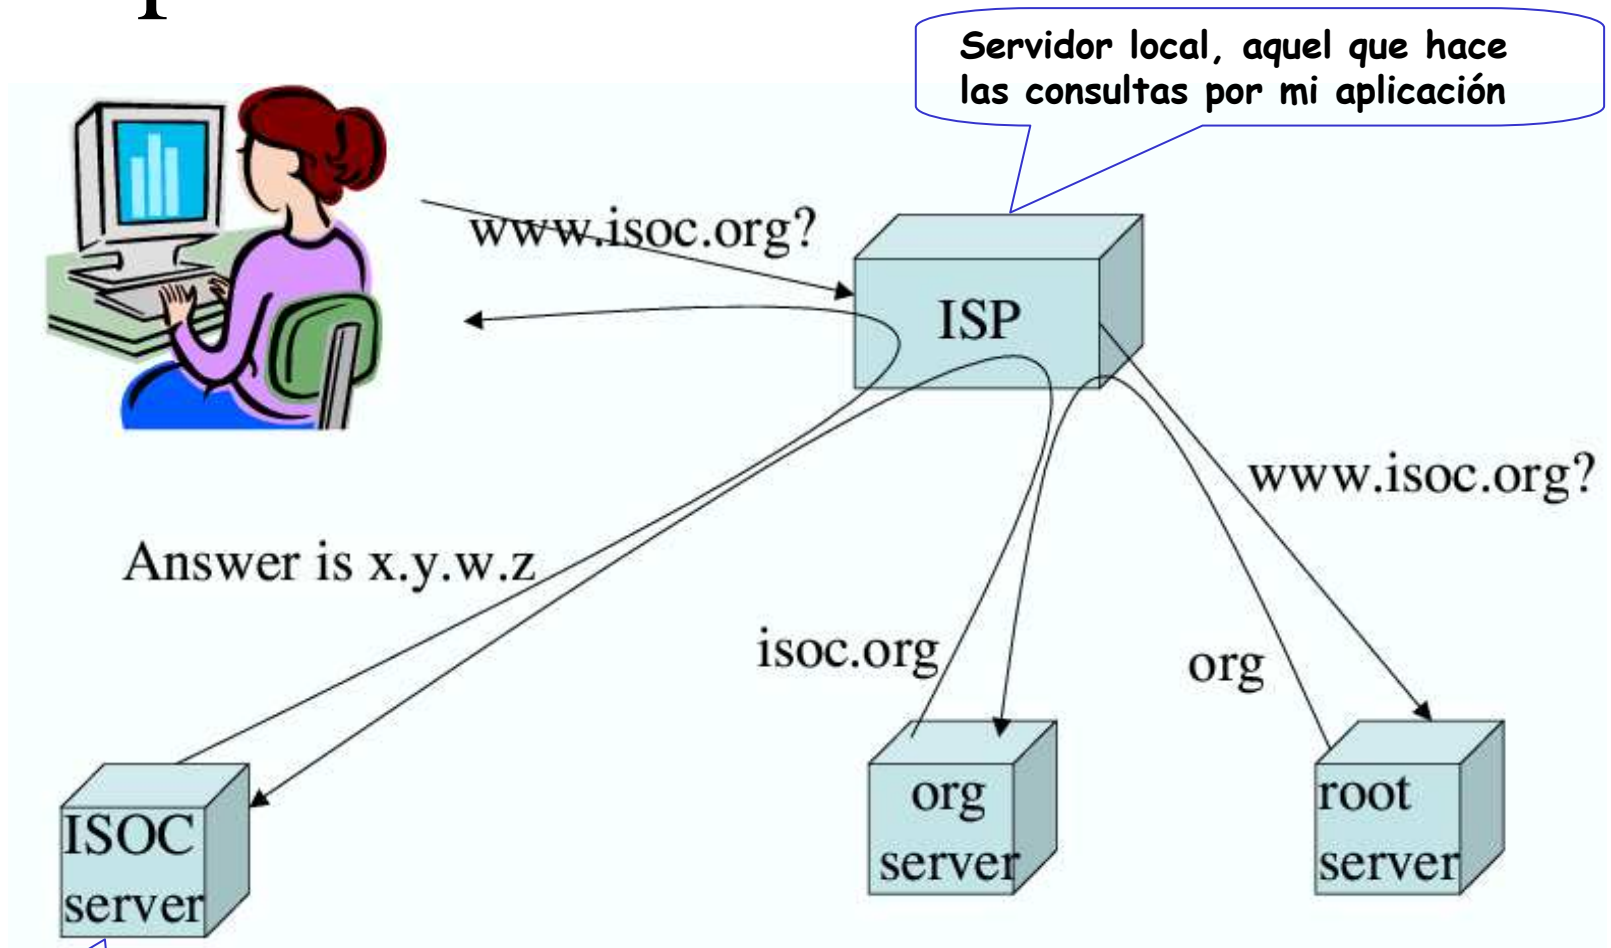 Servidor local, aquel que hace
las consultas por mi aplicación
www.isoc.org?
ISP
www.isoc.org?
Answer is x.y.w.z
isoc.org
org
org
server
root
server
ISOC
server